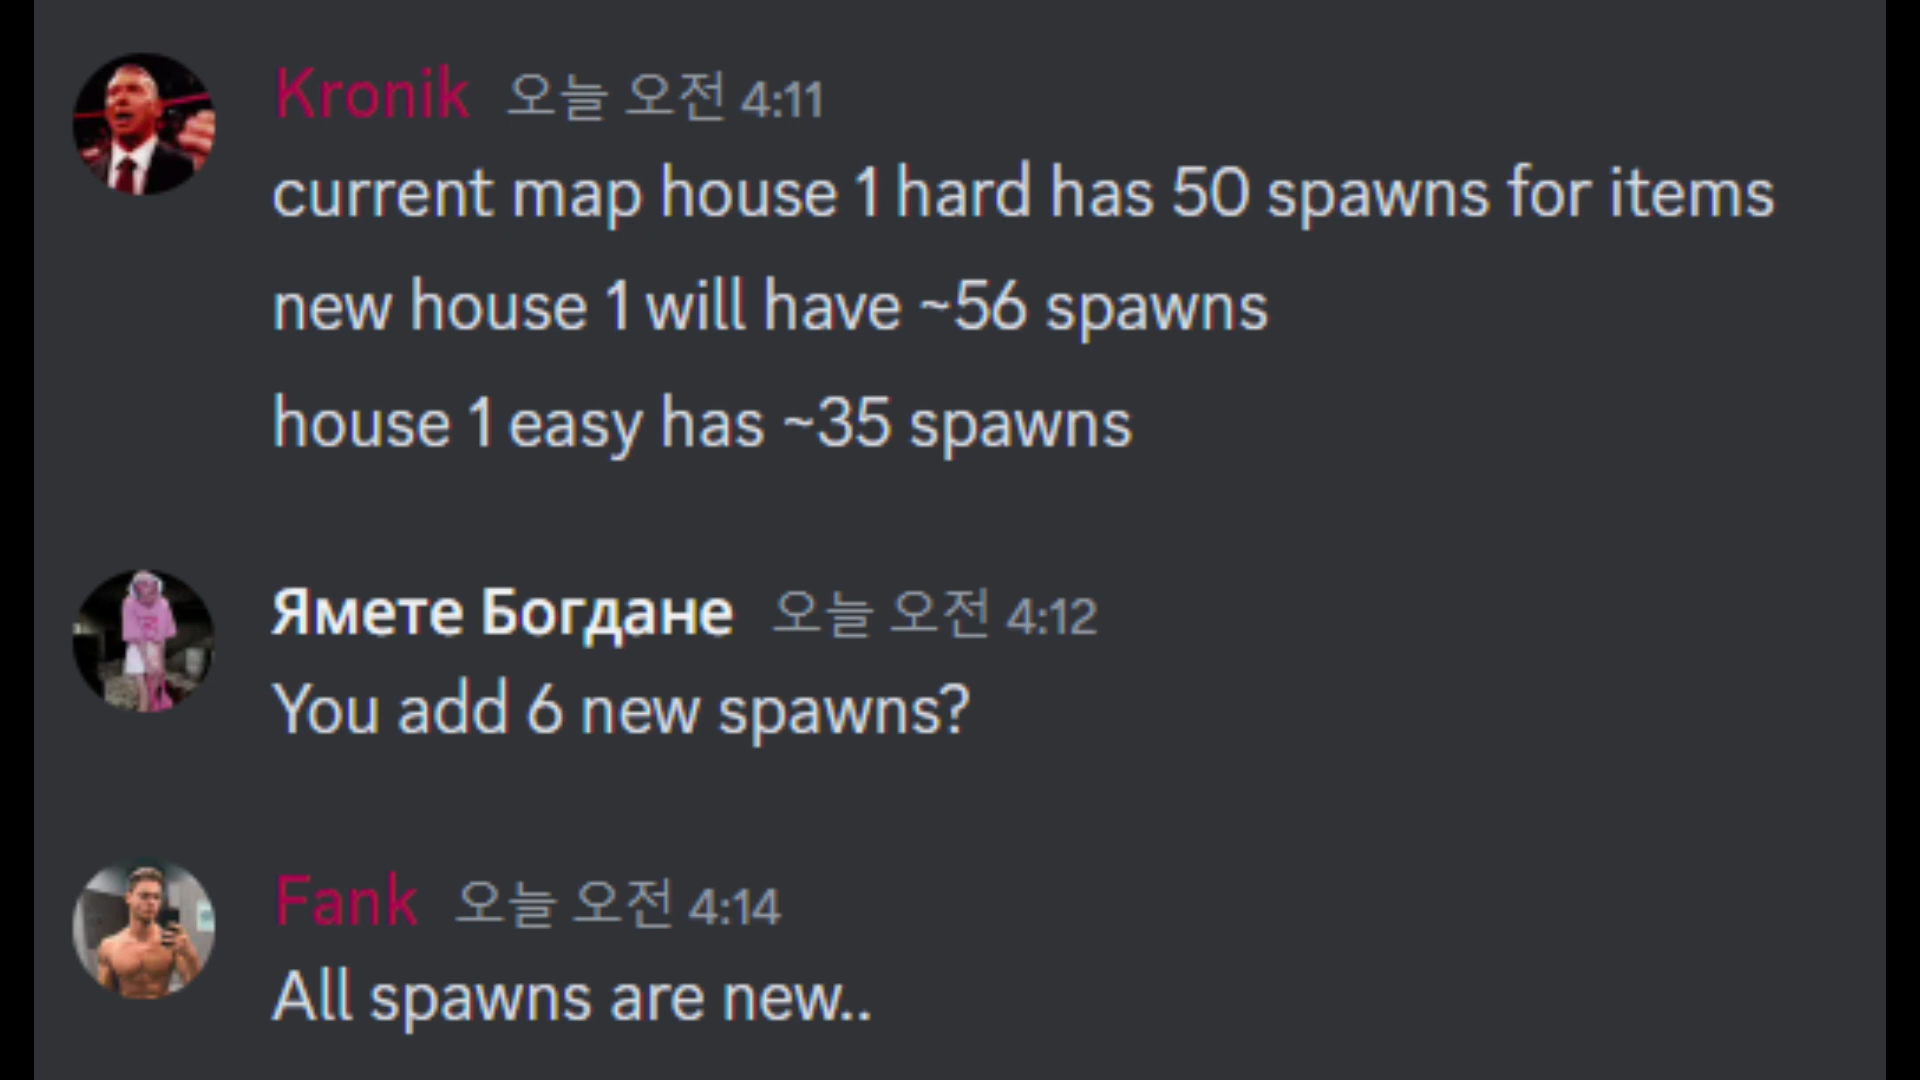 Kronik 오늘 오전 4:11
current map house 1 hard has 50 spawns for items
new house 1 will have ~56 spawns
house 1 easy has ~35 spawns
Ямете Богдане 오늘 오전 4:12
You add 6 new spawns?
Fank 오늘 오전 4:14
All spawns are new..